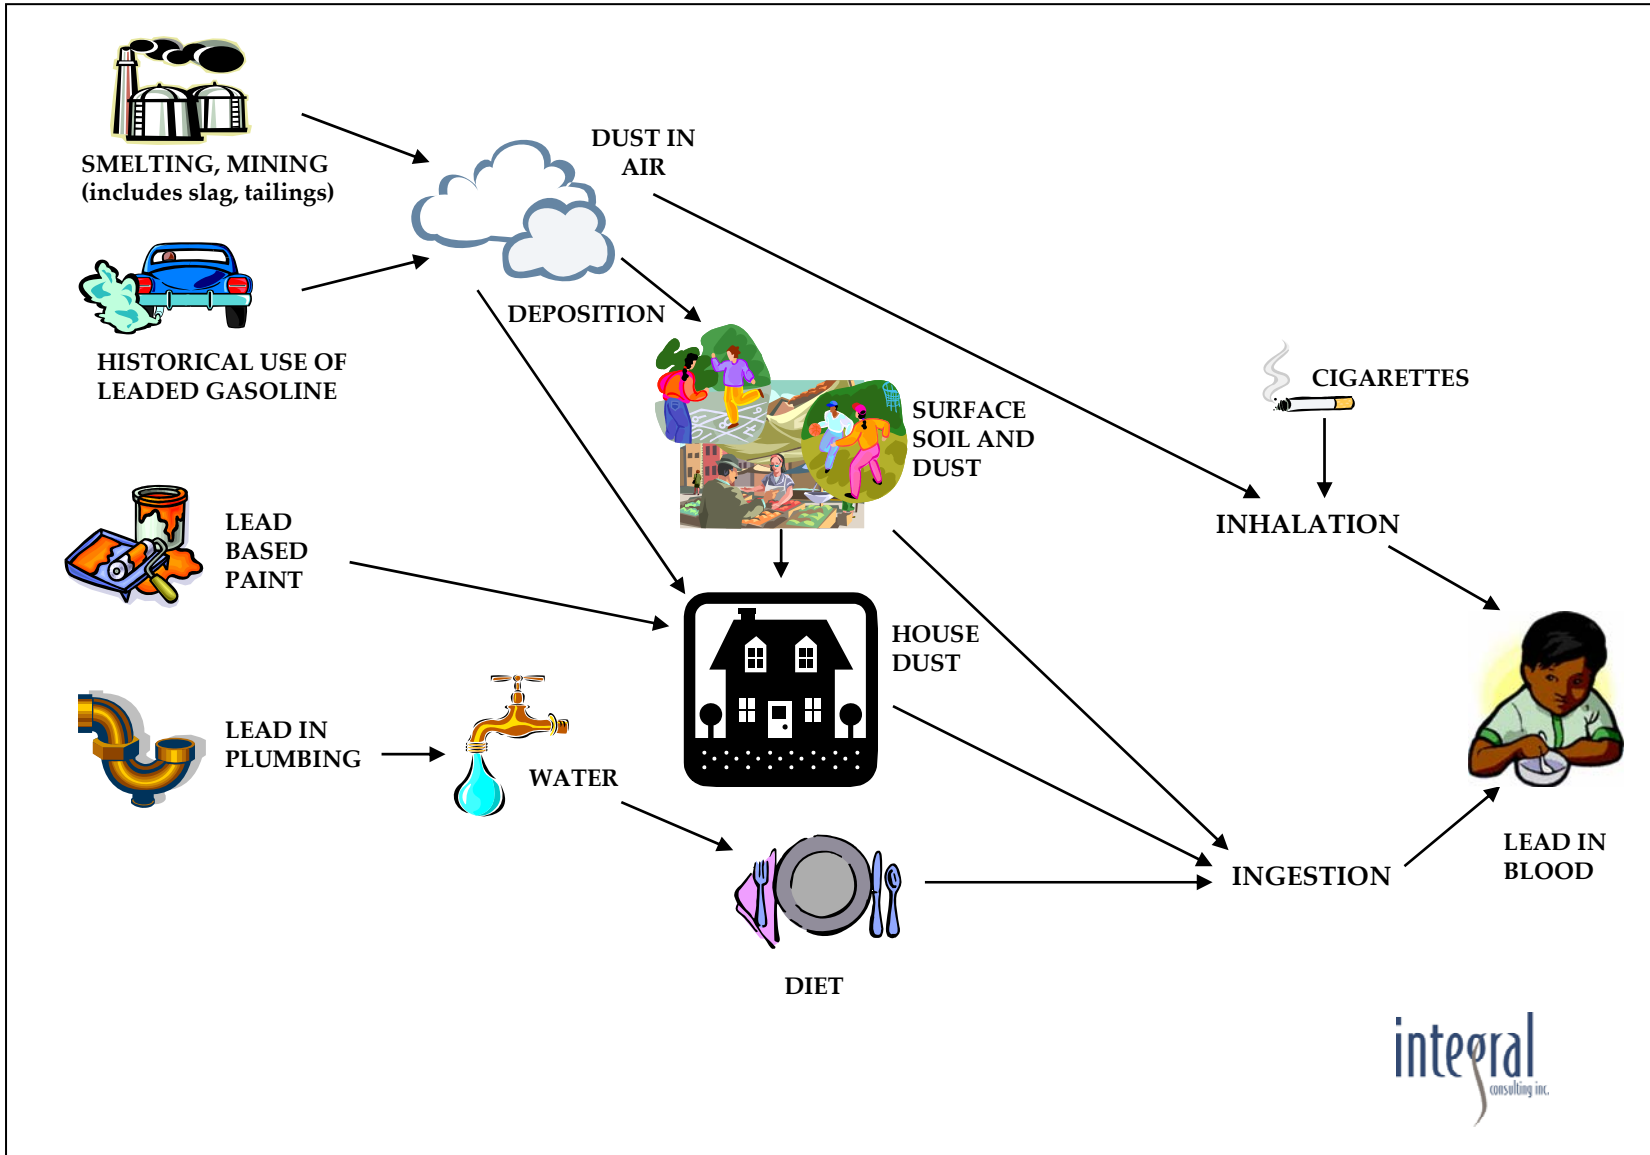 SMELTING, MINING
(includes slag, tailings)
DUST IN
AIR
HISTORICAL USE OF
LEADED GASOLINE
DEPOSITION
SURFACE
SOIL AND
DUST
CIGARETTES
INHALATION
LEAD
BASED
PAINT
HOUSE
DUST
LEAD IN
PLUMBING
WATER
DIET
INGESTION
LEAD IN
BLOOD
integral
consulting inc.